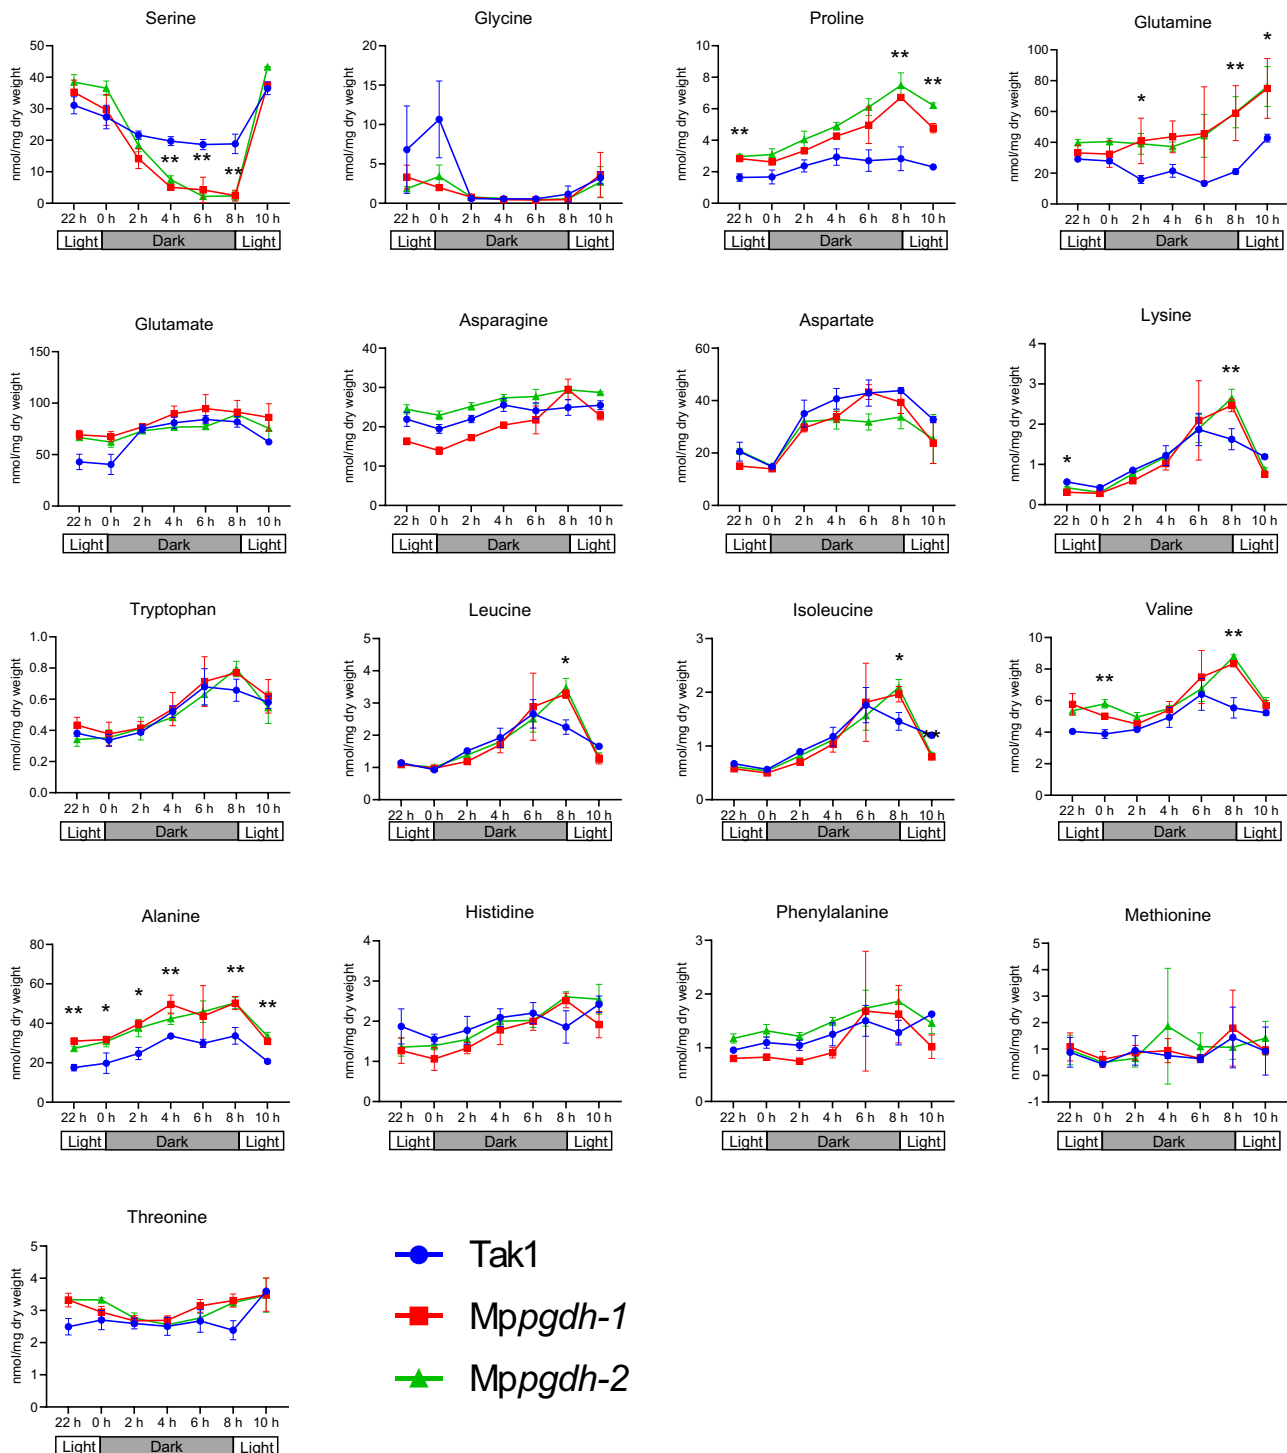 Serine
Glycine
Proline
Glutamine
nmol/mg dry weight
50
40
30
20
10
0
**
**
**
22 h 0 h 2 h 4 h 6 h 8 h 10 h
Light Dark Light
nmol/mg dry weight
20
15
10
5
0
22 h 0 h 2 h 4 h 6 h 8 h 10 h
Light Dark Light
nmol/mg dry weight
10
8
6
4
2
0
**
**
**
22 h 0 h 2 h 4 h 6 h 8 h 10 h
Light Dark Light
nmol/mg dry weight
100
80
60
40
20
0
*
**
*
22 h 0 h 2 h 4 h 6 h 8 h 10 h
Light Dark Light
Glutamate
Asparagine
Aspartate
Lysine
nmol/mg dry weight
150
100
50
0
22 h 0 h 2 h 4 h 6 h 8 h 10 h
Light Dark Light
nmol/mg dry weight
40
30
20
10
0
22 h 0 h 2 h 4 h 6 h 8 h 10 h
Light Dark Light
nmol/mg dry weight
60
40
20
0
22 h 0 h 2 h 4 h 6 h 8 h 10 h
Light Dark Light
nmol/mg dry weight
4
3
2
1
0
*
**
22 h 0 h 2 h 4 h 6 h 8 h 10 h
Light Dark Light
Tryptophan
Leucine
Isoleucine
Valine
nmol/mg dry weight
1.0
0.8
0.6
0.4
0.2
0.0
22 h 0 h 2 h 4 h 6 h 8 h 10 h
Light Dark Light
nmol/mg dry weight
5
4
3
2
1
0
*
22 h 0 h 2 h 4 h 6 h 8 h 10 h
Light Dark Light
nmol/mg dry weight
3
2
1
0
*
**
22 h 0 h 2 h 4 h 6 h 8 h 10 h
Light Dark Light
nmol/mg dry weight
10
8
6
4
2
0
**
**
22 h 0 h 2 h 4 h 6 h 8 h 10 h
Light Dark Light
Alanine
Histidine
Phenylalanine
Methionine
nmol/mg dry weight
80
60
40
20
0
**
*
*
**
**
**
22 h 0 h 2 h 4 h 6 h 8 h 10 h
Light Dark Light
nmol/mg dry weight
4
3
2
1
0
22 h 0 h 2 h 4 h 6 h 8 h 10 h
Light Dark Light
nmol/mg dry weight
3
2
1
0
22 h 0 h 2 h 4 h 6 h 8 h 10 h
Light Dark Light
nmol/mg dry weight
5
4
3
2
1
0
-1
22 h 0 h 2 h 4 h 6 h 8 h 10 h
Light Dark Light
Threonine
nmol/mg dry weight
5
4
3
2
1
0
22 h 0 h 2 h 4 h 6 h 8 h 10 h
Light Dark Light
Tak1
Mppgdh-1
Mppgdh-2